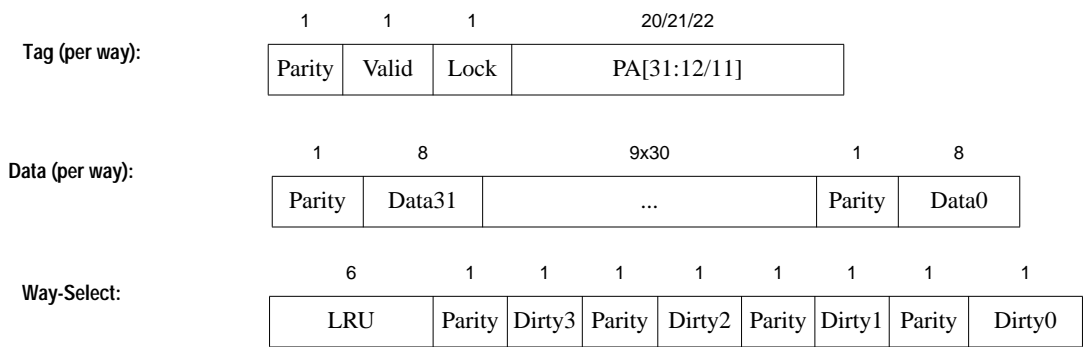 1 1 1 20/21/22
Tag (per way):
Parity Valid Lock PA[31:12/11]
1 8 9x30 1 8
Data (per way):
Parity Data31 ... Parity Data0
6 1 1 1 1 1 1 1 1
Way-Select:
LRU Parity Dirty3 Parity Dirty2 Parity Dirty1 Parity Dirty0